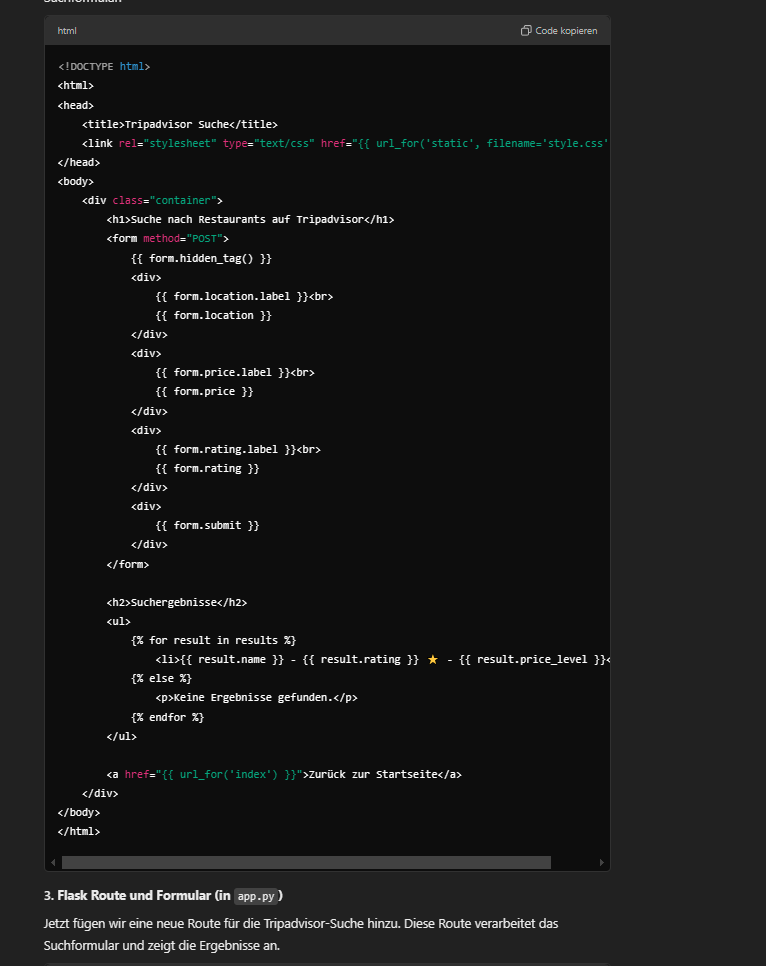 Suchformular.
html
Code kopieren
<!DOCTYPE html>
<html>
<head>
    <title>Tripadvisor Suche</title>
    <link rel="stylesheet" type="text/css" href="{{ url_for('static', filename='style.css'
</head>
<body>
    <div class="container">
        <h1>Suche nach Restaurants auf Tripadvisor</h1>
        <form method="POST">
            {{ form.hidden_tag() }}
            <div>
                {{ form.location.label }}<br>
                {{ form.location }}
            </div>
            <div>
                {{ form.price.label }}<br>
                {{ form.price }}
            </div>
            <div>
                {{ form.rating.label }}<br>
                {{ form.rating }}
            </div>
            <div>
                {{ form.submit }}
            </div>
        </form>

        <h2>Suchergebnisse</h2>
        <ul>
            {% for result in results %}
                <li>{{ result.name }} - {{ result.rating }} ⭐ - {{ result.price_level }}<
            {% else %}
                <p>Keine Ergebnisse gefunden.</p>
            {% endfor %}
        </ul>

        <a href="{{ url_for('index') }}">Zurück zur Startseite</a>
    </div>
</body>
</html>
3. Flask Route und Formular (in app.py)
Jetzt fügen wir eine neue Route für die Tripadvisor-Suche hinzu. Diese Route verarbeitet das
Suchformular und zeigt die Ergebnisse an.